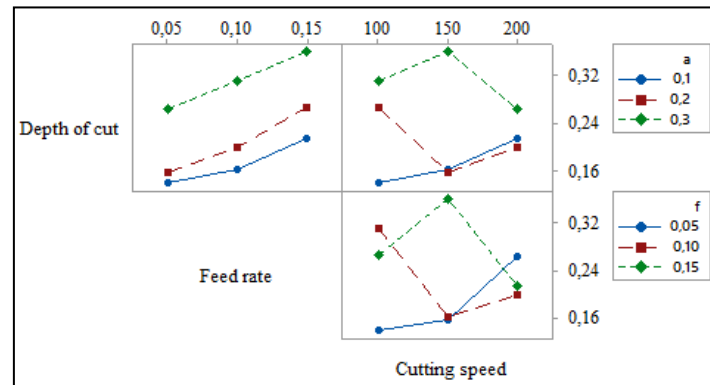 0,05 0,10 0,15 100 150 200
Depth of cut
0,32
0,24
0,16
a
0,1
0,2
0,3
Feed rate
0,32
0,24
0,16
f
0,05
0,10
0,15
Cutting speed